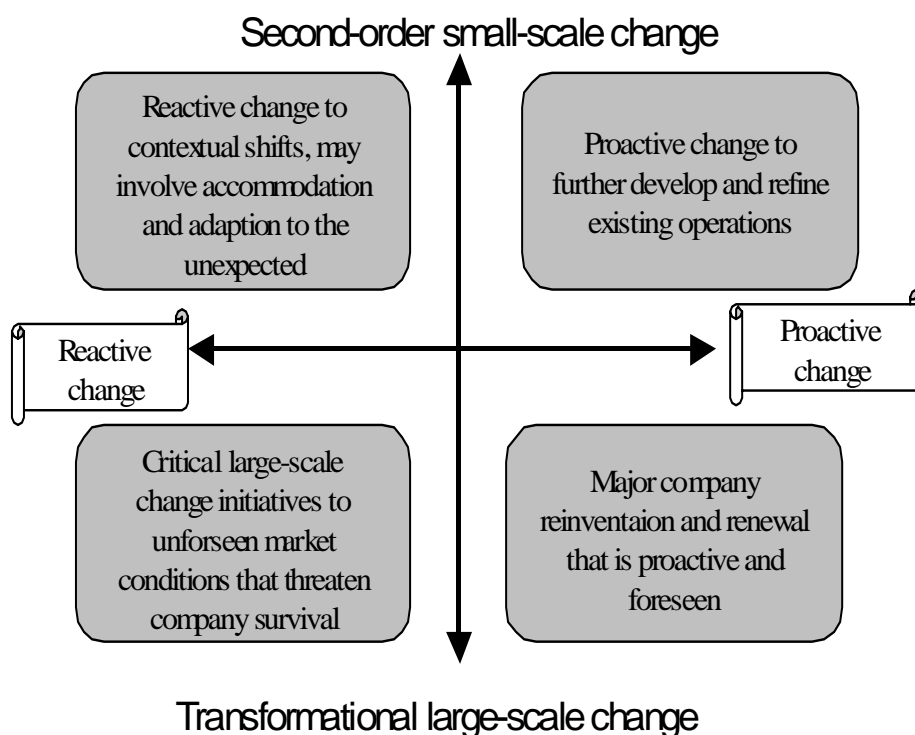 Second-order small-scale change
Reactive change to
contextual shifts, may
involve accommodation
and adaption to the
unexpected
Proactive change to
further develop and refine
existing operations
Reactive
change
Proactive
change
Critical large-scale
change initiatives to
unforseen market
conditions that threaten
company survival
Major company
reinventaion and renewal
that is proactive and
foreseen
Transformational large-scale change